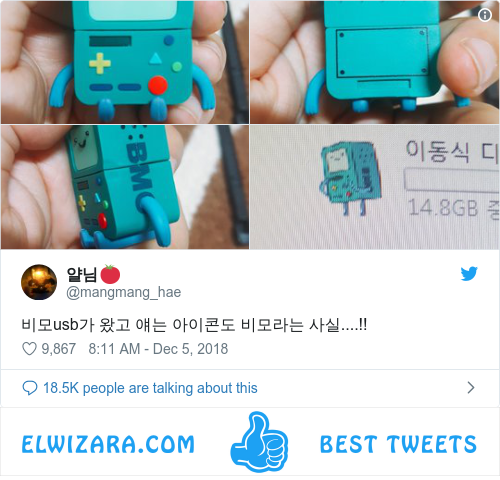 BMO
이동식 디
14.8GB 중
얄님🍅
@mangmang_hae
비모usb가 왔고 얘는 아이콘도 비모라는 사실....!!
9,867 8:11 AM - Dec 5, 2018
18.5K people are talking about this
ELWIZARA.COM BEST TWEETS